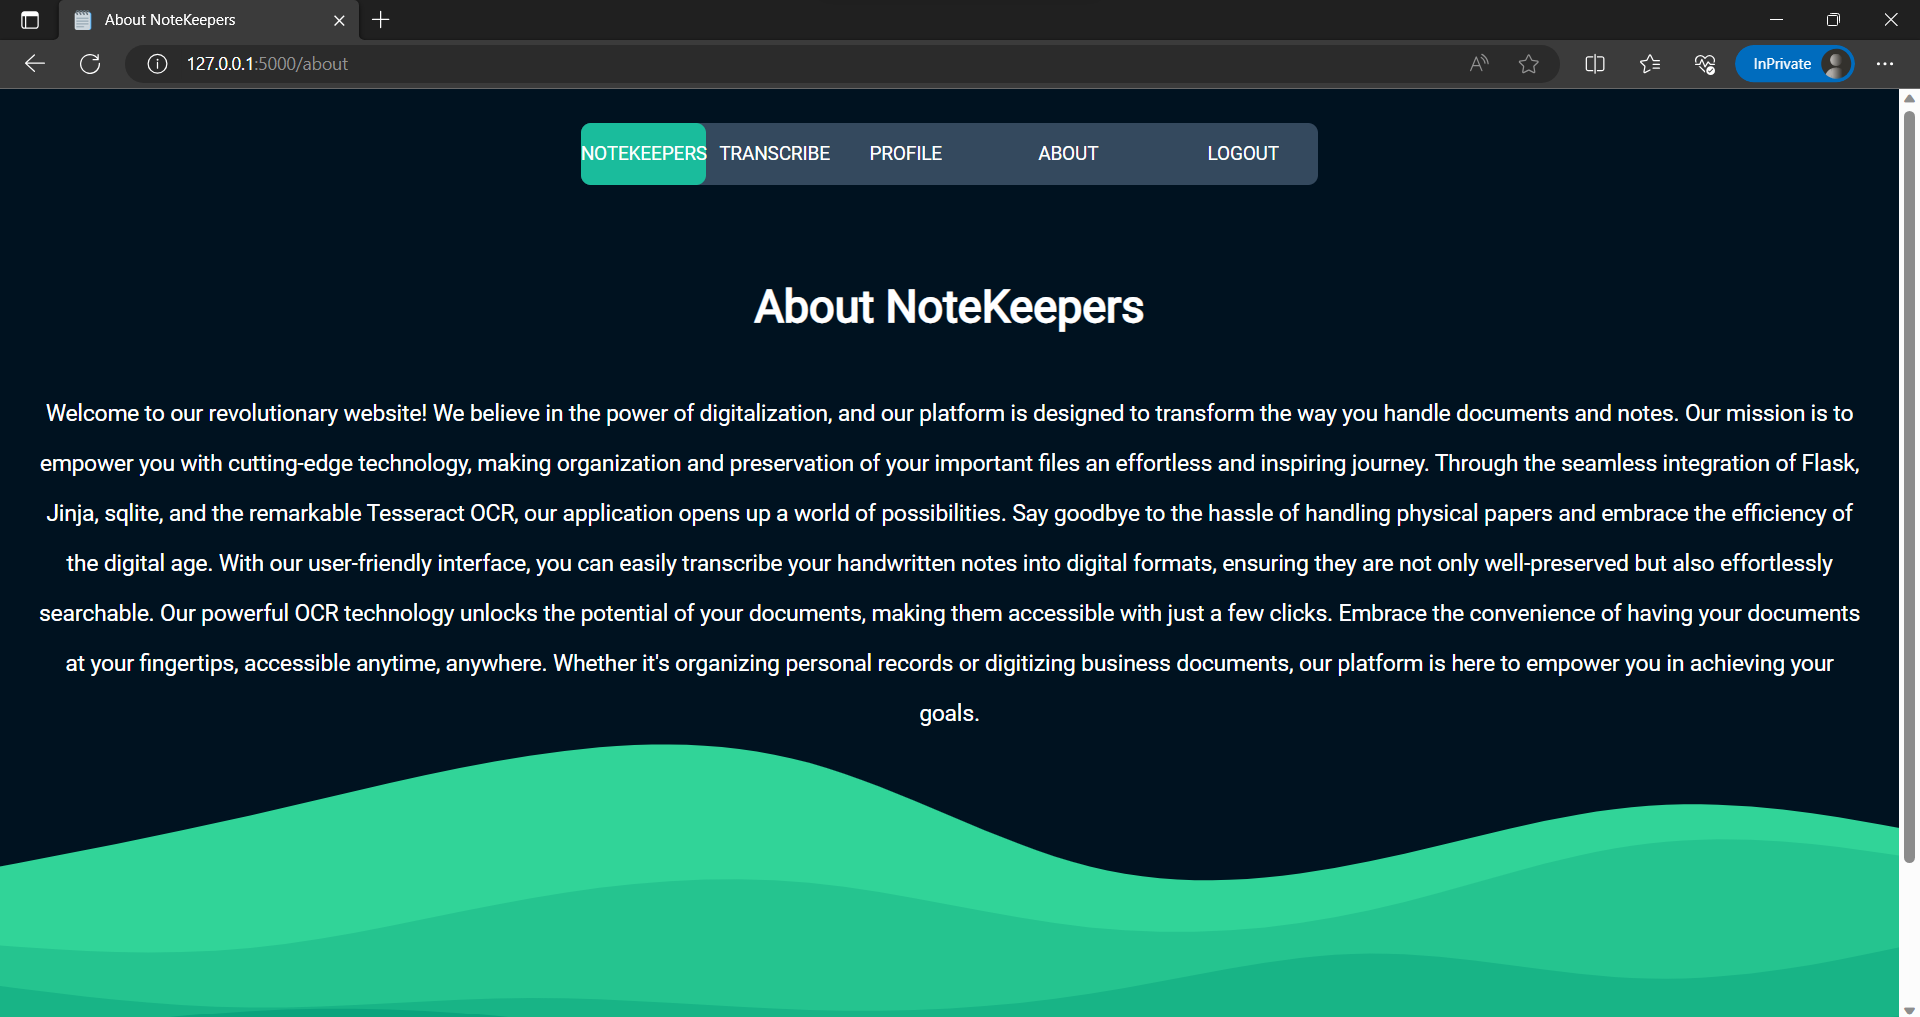 About NoteKeepers
127.0.0.1:5000/about
InPrivate
NOTEKEEPERS TRANSCRIBE PROFILE ABOUT LOGOUT
About NoteKeepers
Welcome to our revolutionary website! We believe in the power of digitalization, and our platform is designed to transform the way you handle documents and notes. Our mission is to
empower you with cutting-edge technology, making organization and preservation of your important files an effortless and inspiring journey. Through the seamless integration of Flask,
Jinja, sqlite, and the remarkable Tesseract OCR, our application opens up a world of possibilities. Say goodbye to the hassle of handling physical papers and embrace the efficiency of
the digital age. With our user-friendly interface, you can easily transcribe your handwritten notes into digital formats, ensuring they are not only well-preserved but also effortlessly
searchable. Our powerful OCR technology unlocks the potential of your documents, making them accessible with just a few clicks. Embrace the convenience of having your documents
at your fingertips, accessible anytime, anywhere. Whether it's organizing personal records or digitizing business documents, our platform is here to empower you in achieving your
goals.